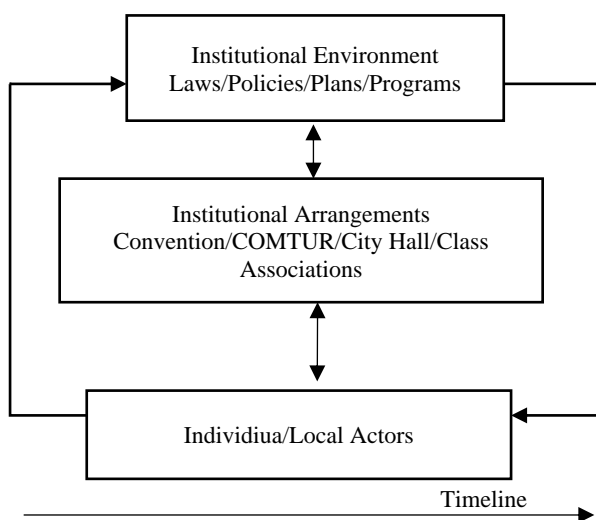 Institutional Environment
Laws/Policies/Plans/Programs
Institutional Arrangements
Convention/COMTUR/City Hall/Class
Associations
Individiua/Local Actors
Timeline